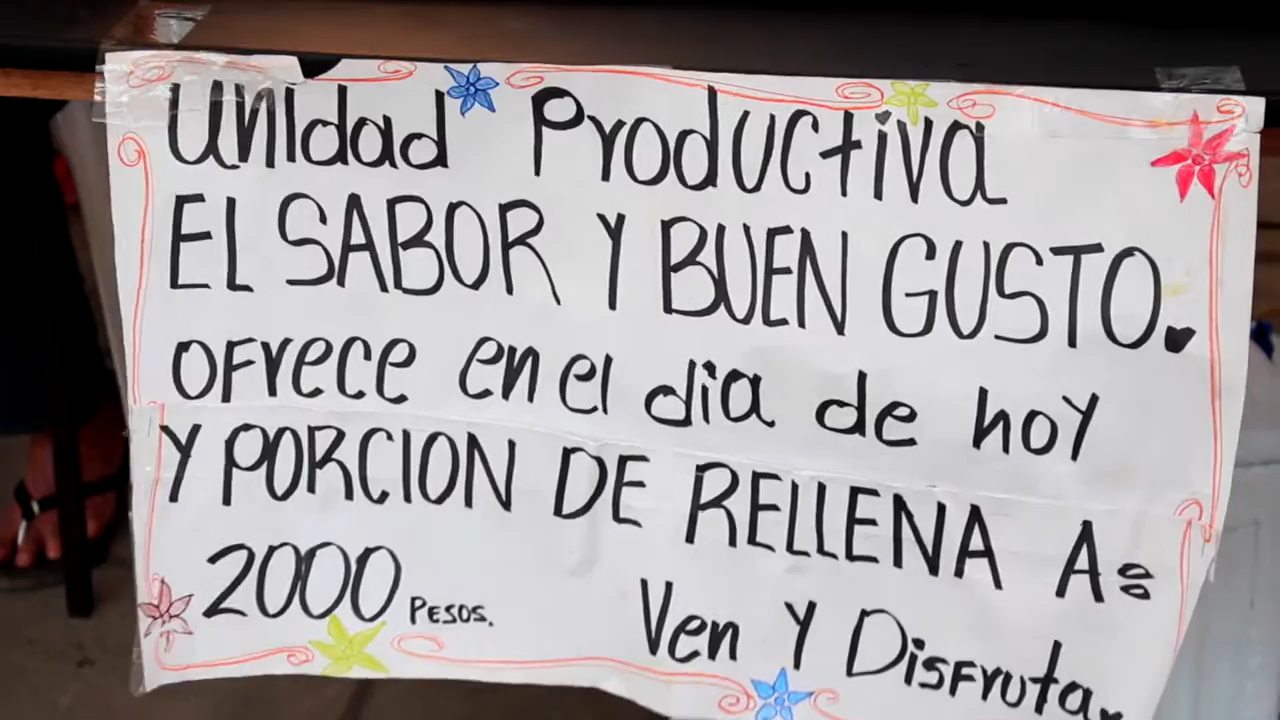 Unidad Productiva
EL SABOR Y BUEN GUSTO.
OFrece en el dia de hoy
Y PORCION DE RELLENA A:
2000 PESOS.
Ven Y DisFruta.